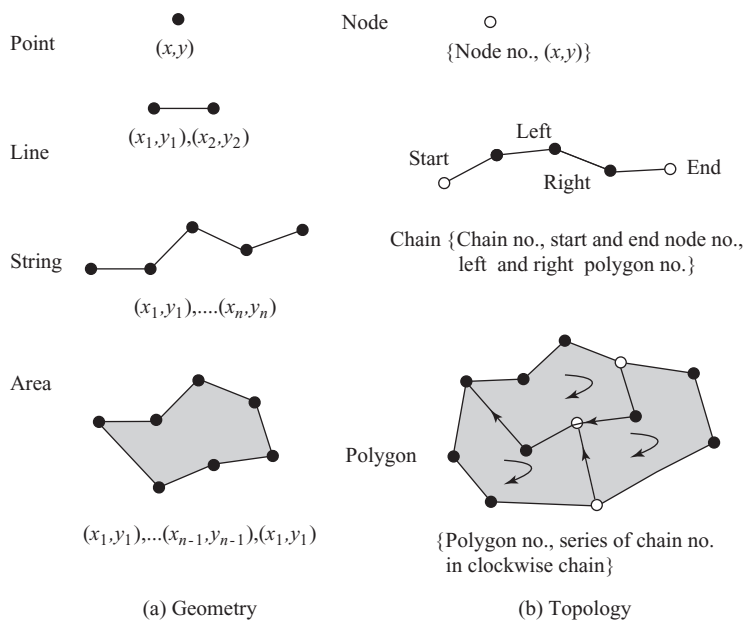 Point
(x,y)
Line
(x₁,y₁),(x₂,y₂)
String
(x₁,y₁),....(xₙ,yₙ)
Area
(x₁,y₁),...(xₙ₋₁,yₙ₋₁),(x₁,y₁)
(a) Geometry
Node
{Node no., (x,y)}
Start
Left
Right
End
Chain {Chain no., start and end node no.,
left and right polygon no.}
Polygon
{Polygon no., series of chain no.
in clockwise chain}
(b) Topology